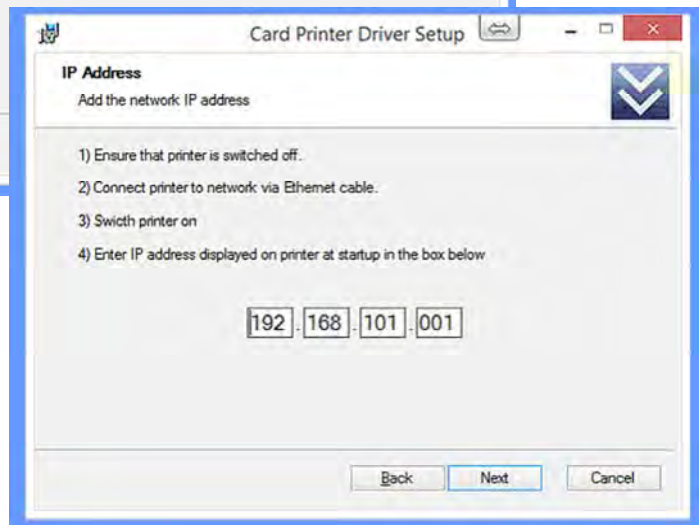 Card Printer Driver Setup
IP Address
Add the network IP address
1) Ensure that printer is switched off.
2) Connect printer to network via Ethernet cable.
3) Swicth printer on
4) Enter IP address displayed on printer at startup in the box below
192 . 168 . 101 . 001
Back Next Cancel